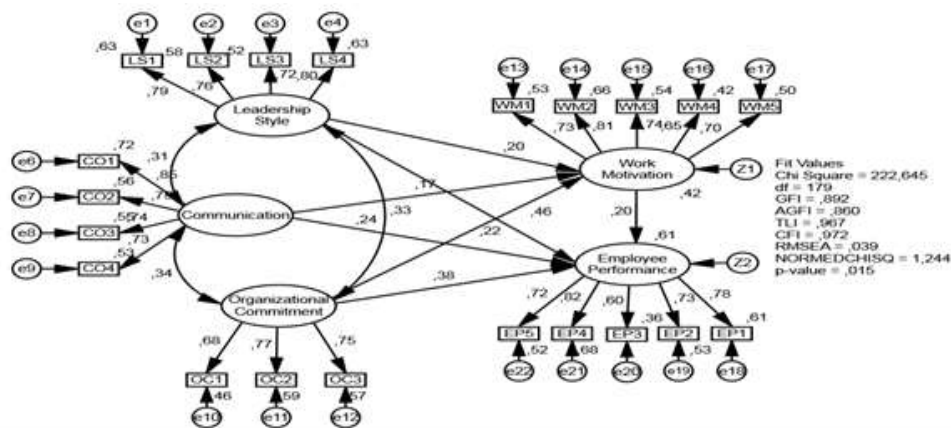 e1 e2 e3 e4
,63 ,58 ,52 ,63
LS1 LS2 LS3 LS4
,79 ,76 ,72 ,80
Leadership
Style
e13 e14 e15 e16 e17
,53 ,66 ,54 ,42 ,50
WM1 WM2 WM3 WM4 WM5
,73 ,81 ,74 ,65 ,70
Work
Motivation
Z1
,42
e6 CO1 ,72
e7 CO2 ,56
e8 CO3 ,55
e9 CO4 ,53
,85
,74
,73
Communication
,31
,34
,33
,20
,17
,24
,46
,22
,38
,20
Organizational
Commitment
,68 ,77 ,75
OC1 OC2 OC3
,46 ,59 ,57
e10 e11 e12
,61
Employee
Performance
Z2
,72 ,82 ,60 ,73 ,78
EP5 EP4 EP3 EP2 EP1
,52 ,68 ,36 ,53 ,61
e22 e21 e20 e19 e18
Fit Values
Chi Square = 222,645
df = 179
GFI = ,892
AGFI = ,860
TLI = ,967
CFI = ,972
RMSEA = ,039
NORMEDCHISQ = 1,244
p-value = ,015